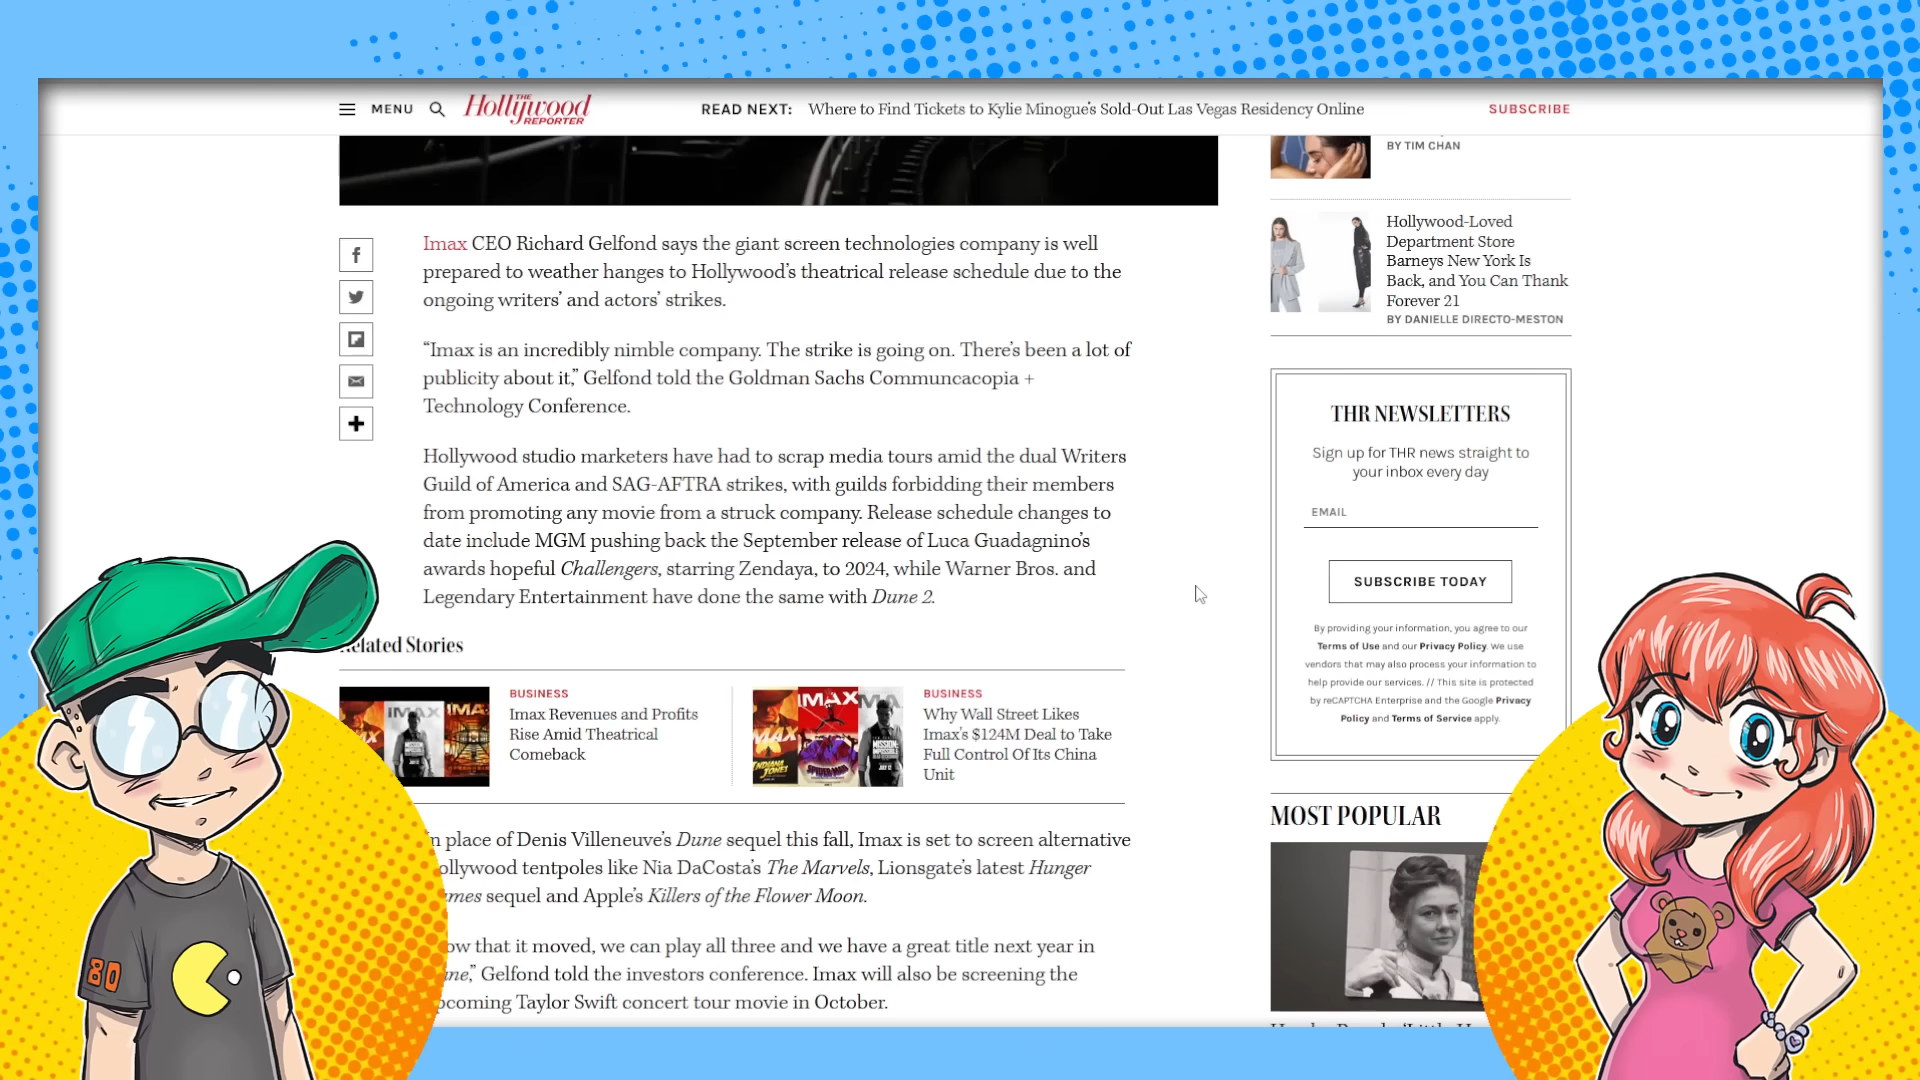 MENU
THE
Hollywood
REPORTER
READ NEXT: Where to Find Tickets to Kylie Minogue's Sold-Out Las Vegas Residency Online
SUBSCRIBE
Imax CEO Richard Gelfond says the giant screen technologies company is well
prepared to weather hanges to Hollywood's theatrical release schedule due to the
ongoing writers' and actors' strikes.
“Imax is an incredibly nimble company. The strike is going on. There's been a lot of
publicity about it,” Gelfond told the Goldman Sachs Communcacopia +
Technology Conference.
Hollywood studio marketers have had to scrap media tours amid the dual Writers
Guild of America and SAG-AFTRA strikes, with guilds forbidding their members
from promoting any movie from a struck company. Release schedule changes to
date include MGM pushing back the September release of Luca Guadagnino's
awards hopeful Challengers, starring Zendaya, to 2024, while Warner Bros. and
Legendary Entertainment have done the same with Dune 2.
elated Stories
BUSINESS
Imax Revenues and Profits
Rise Amid Theatrical
Comeback
IMAX
IMA
BUSINESS
Why Wall Street Likes
Imax's $124M Deal to Take
Full Control Of Its China
Unit
IMAX
MAX
INDIANA
JONES
SPIDER-MAN
n place of Denis Villeneuve's Dune sequel this fall, Imax is set to screen alternative
ollywood tentpoles like Nia DaCosta's The Marvels, Lionsgate's latest Hunger
mes sequel and Apple's Killers of the Flower Moon.
ow that it moved, we can play all three and we have a great title next year in
ne,” Gelfond told the investors conference. Imax will also be screening the
pcoming Taylor Swift concert tour movie in October.
BY TIM CHAN
Hollywood-Loved
Department Store
Barneys New York Is
Back, and You Can Thank
Forever 21
BY DANIELLE DIRECTO-MESTON
THR NEWSLETTERS
Sign up for THR news straight to
your inbox every day
EMAIL
SUBSCRIBE TODAY
By providing your information, you agree to our
Terms of Use and our Privacy Policy. We use
vendors that may also process your information to
help provide our services. // This site is protected
by reCAPTCHA Enterprise and the Google Privacy
Policy and Terms of Service apply.
MOST POPULAR
80